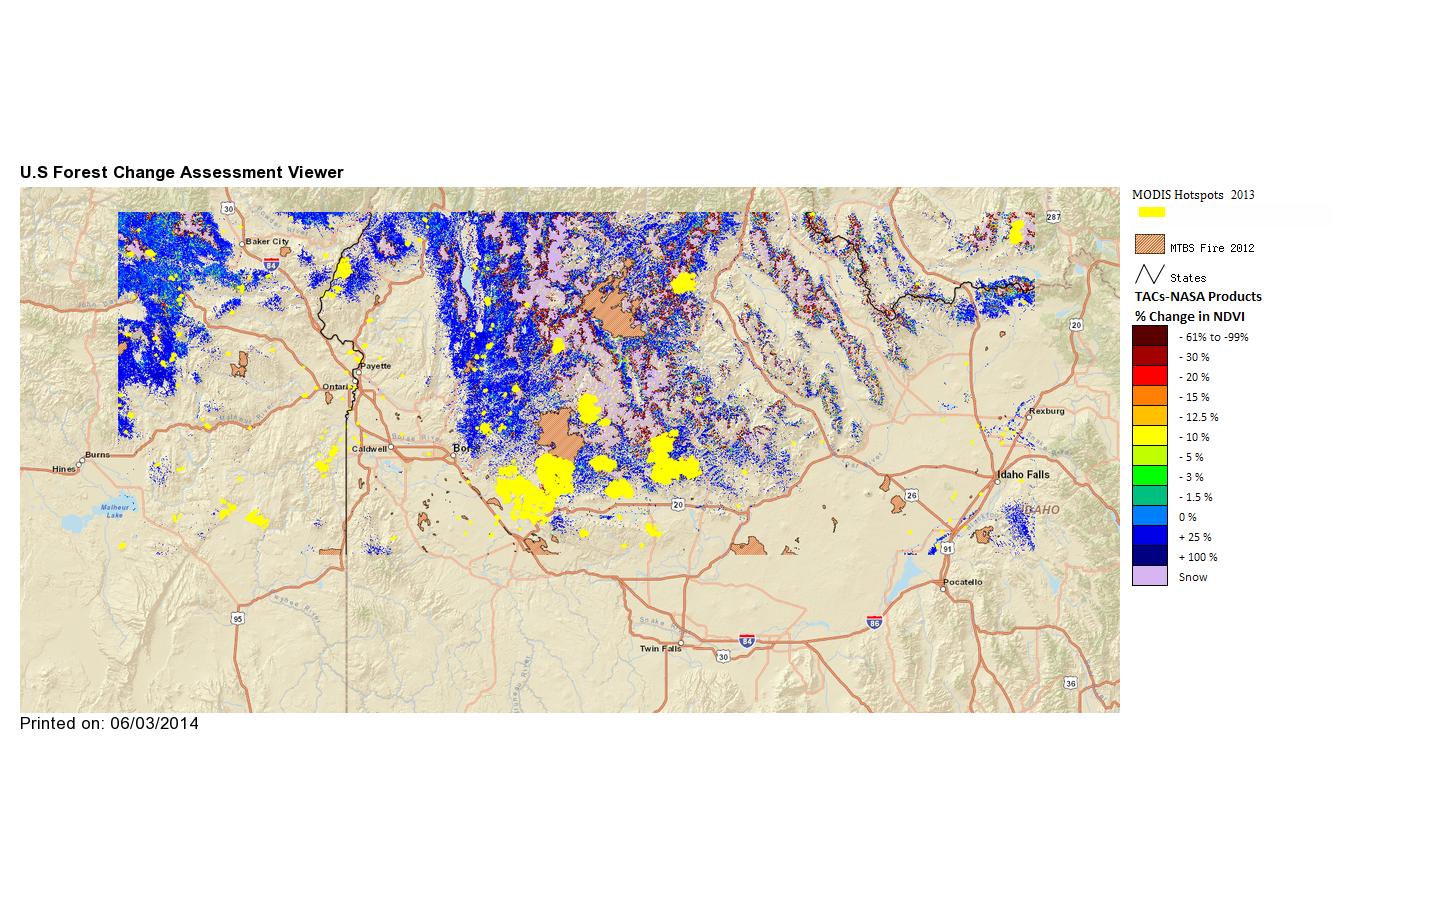 U.S Forest Change Assessment Viewer
MODIS Hotspots 2013
MTBS Fire 2012
States
TACs-NASA Products
% Change in NDVI
- 61% to -99%
- 30 %
- 20 %
- 15 %
- 12.5 %
- 10 %
- 5 %
- 3 %
- 1.5 %
0 %
+ 25 %
+ 100 %
Snow
30
287
Baker City
84
20
Payette
Ontario
Rexburg
Caldwell
Boi
Burns
Hines
Idaho Falls
20
26
IDAHO
Malheur
Lake
91
Pocatello
95
86
Snake
84
Twin Falls
30
36
Printed on: 06/03/2014